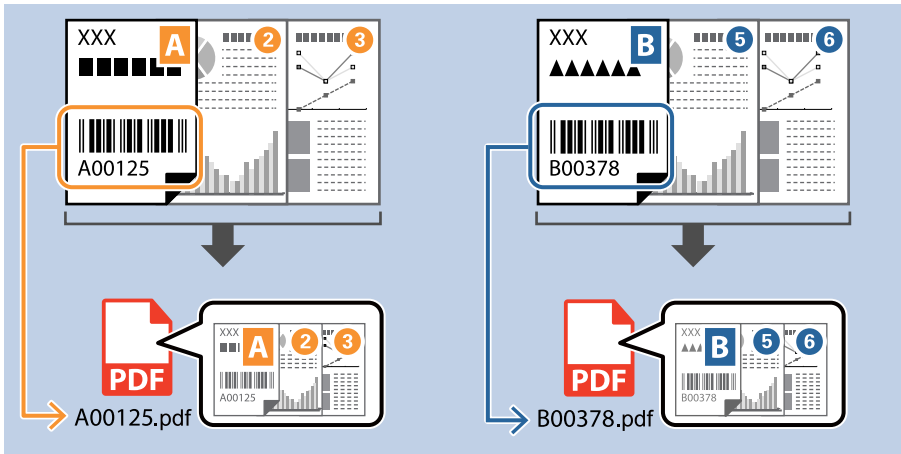 XXX
A
2
3
A00125
XXX
B
5
6
B00378
PDF
XXX
A
2
3
A00125
A00125.pdf
PDF
XXX
B
5
6
B00378
B00378.pdf